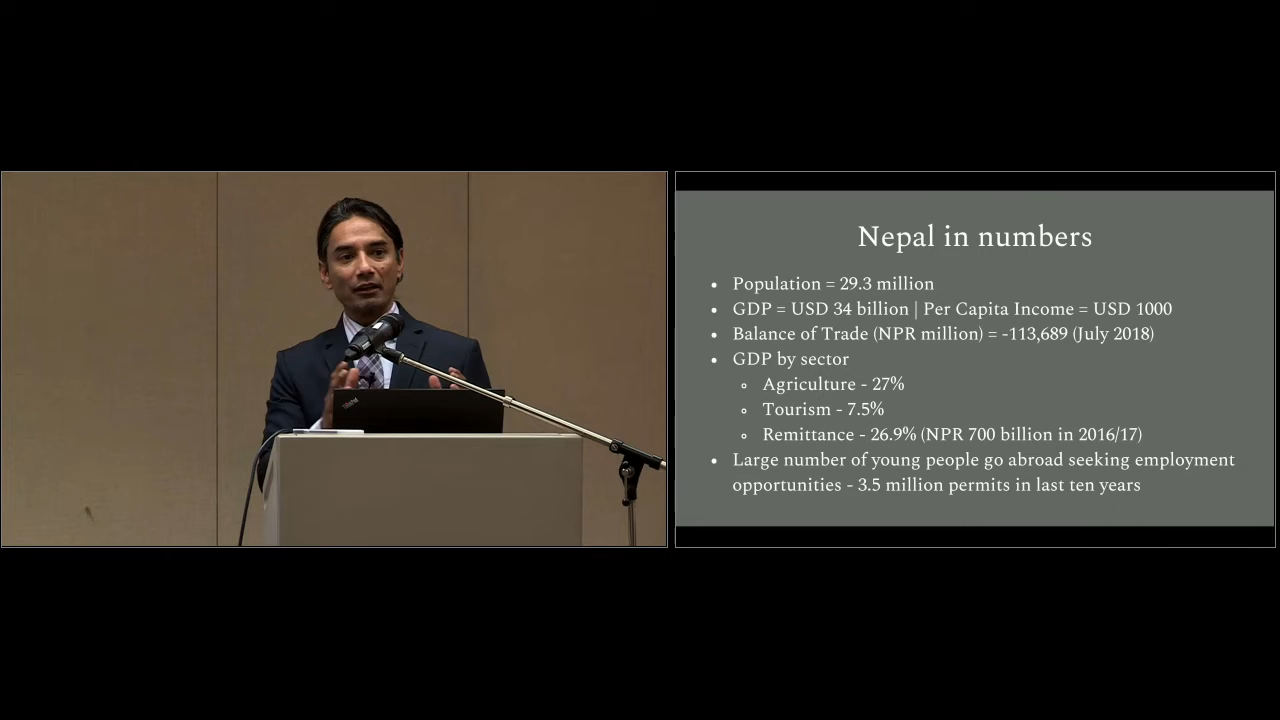 ThinkPad
Nepal in numbers
• Population = 29.3 million
• GDP = USD 34 billion | Per Capita Income = USD 1000
• Balance of Trade (NPR million) = -113,689 (July 2018)
• GDP by sector
◦ Agriculture - 27%
◦ Tourism - 7.5%
◦ Remittance - 26.9% (NPR 700 billion in 2016/17)
• Large number of young people go abroad seeking employment
opportunities - 3.5 million permits in last ten years